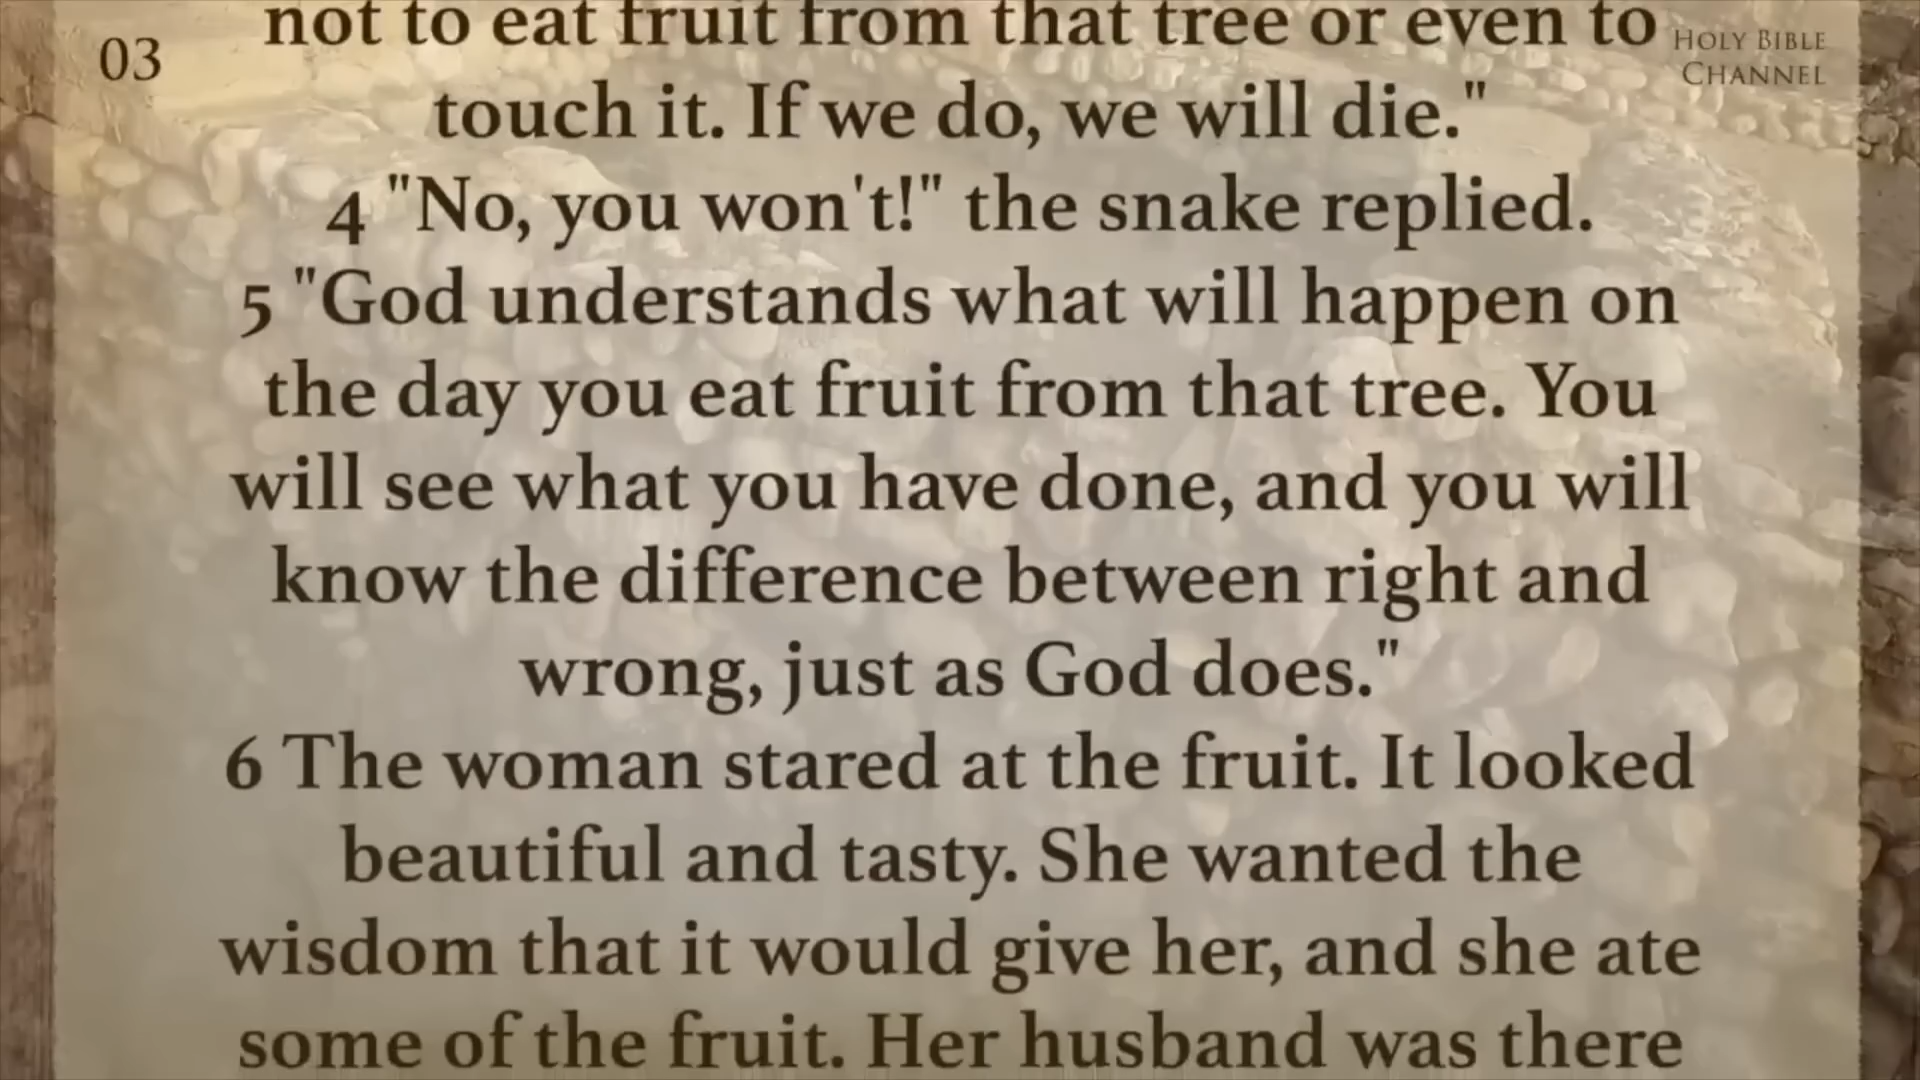 03
HOLY BIBLE
CHANNEL
not to eat fruit from that tree or even to
touch it. If we do, we will die."
4 "No, you won't!" the snake replied.
5 "God understands what will happen on
the day you eat fruit from that tree. You
will see what you have done, and you will
know the difference between right and
wrong, just as God does."
6 The woman stared at the fruit. It looked
beautiful and tasty. She wanted the
wisdom that it would give her, and she ate
some of the fruit. Her husband was there